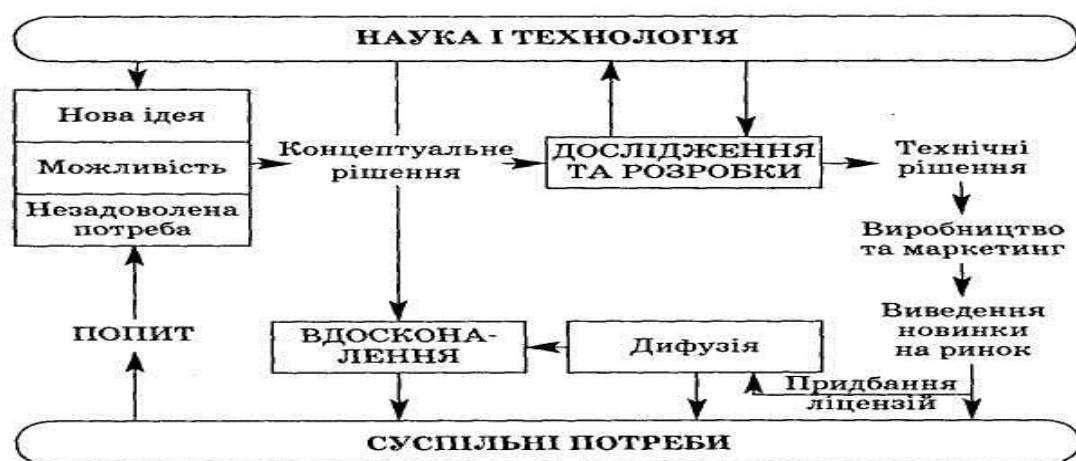 НАУКА І ТЕХНОЛОГІЯ
Нова ідея
Можливість
Незадоволена
потреба
Концептуальне
рішення
ДОСЛІДЖЕННЯ
ТА РОЗРОБКИ
Технічні
рішення
Виробництво
та маркетинг
Виведення
новинки
на ринок
ПОПИТ
ВДОСКОНА-
ЛЕННЯ
Дифузія
Придбання
ліцензій
СУСПІЛЬНІ ПОТРЕБИ